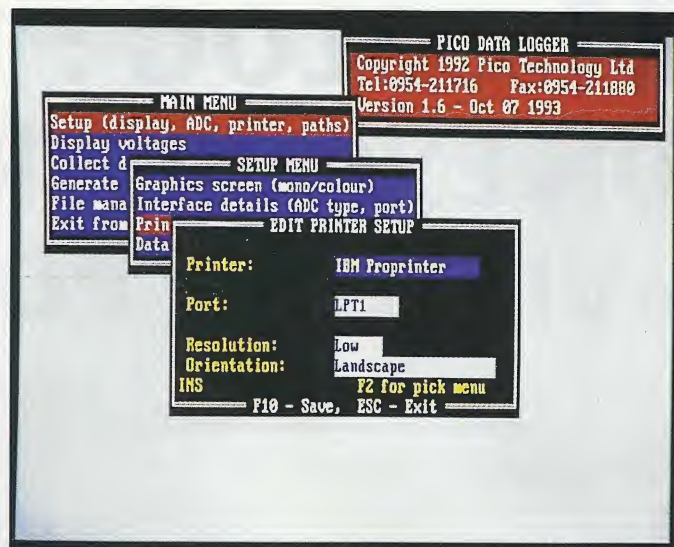 PICO DATA LOGGER
Copyright 1992 Pico Technology Ltd
Tel:0954-211716 Fax:0954-211880
Version 1.6 - Oct 07 1993
MAIN MENU
Setup (display, ADC, printer, paths)
Display voltages
Collect d
Generate
File mana
Exit from
SETUP MENU
Graphics screen (mono/colour)
Interface details (ADC type, port)
Prin
Data
EDIT PRINTER SETUP
Printer: IBM Proprinter
Port: LPT1
Resolution: Low
Orientation: Landscape
INS F2 for pick menu
F10 - Save, ESC - Exit